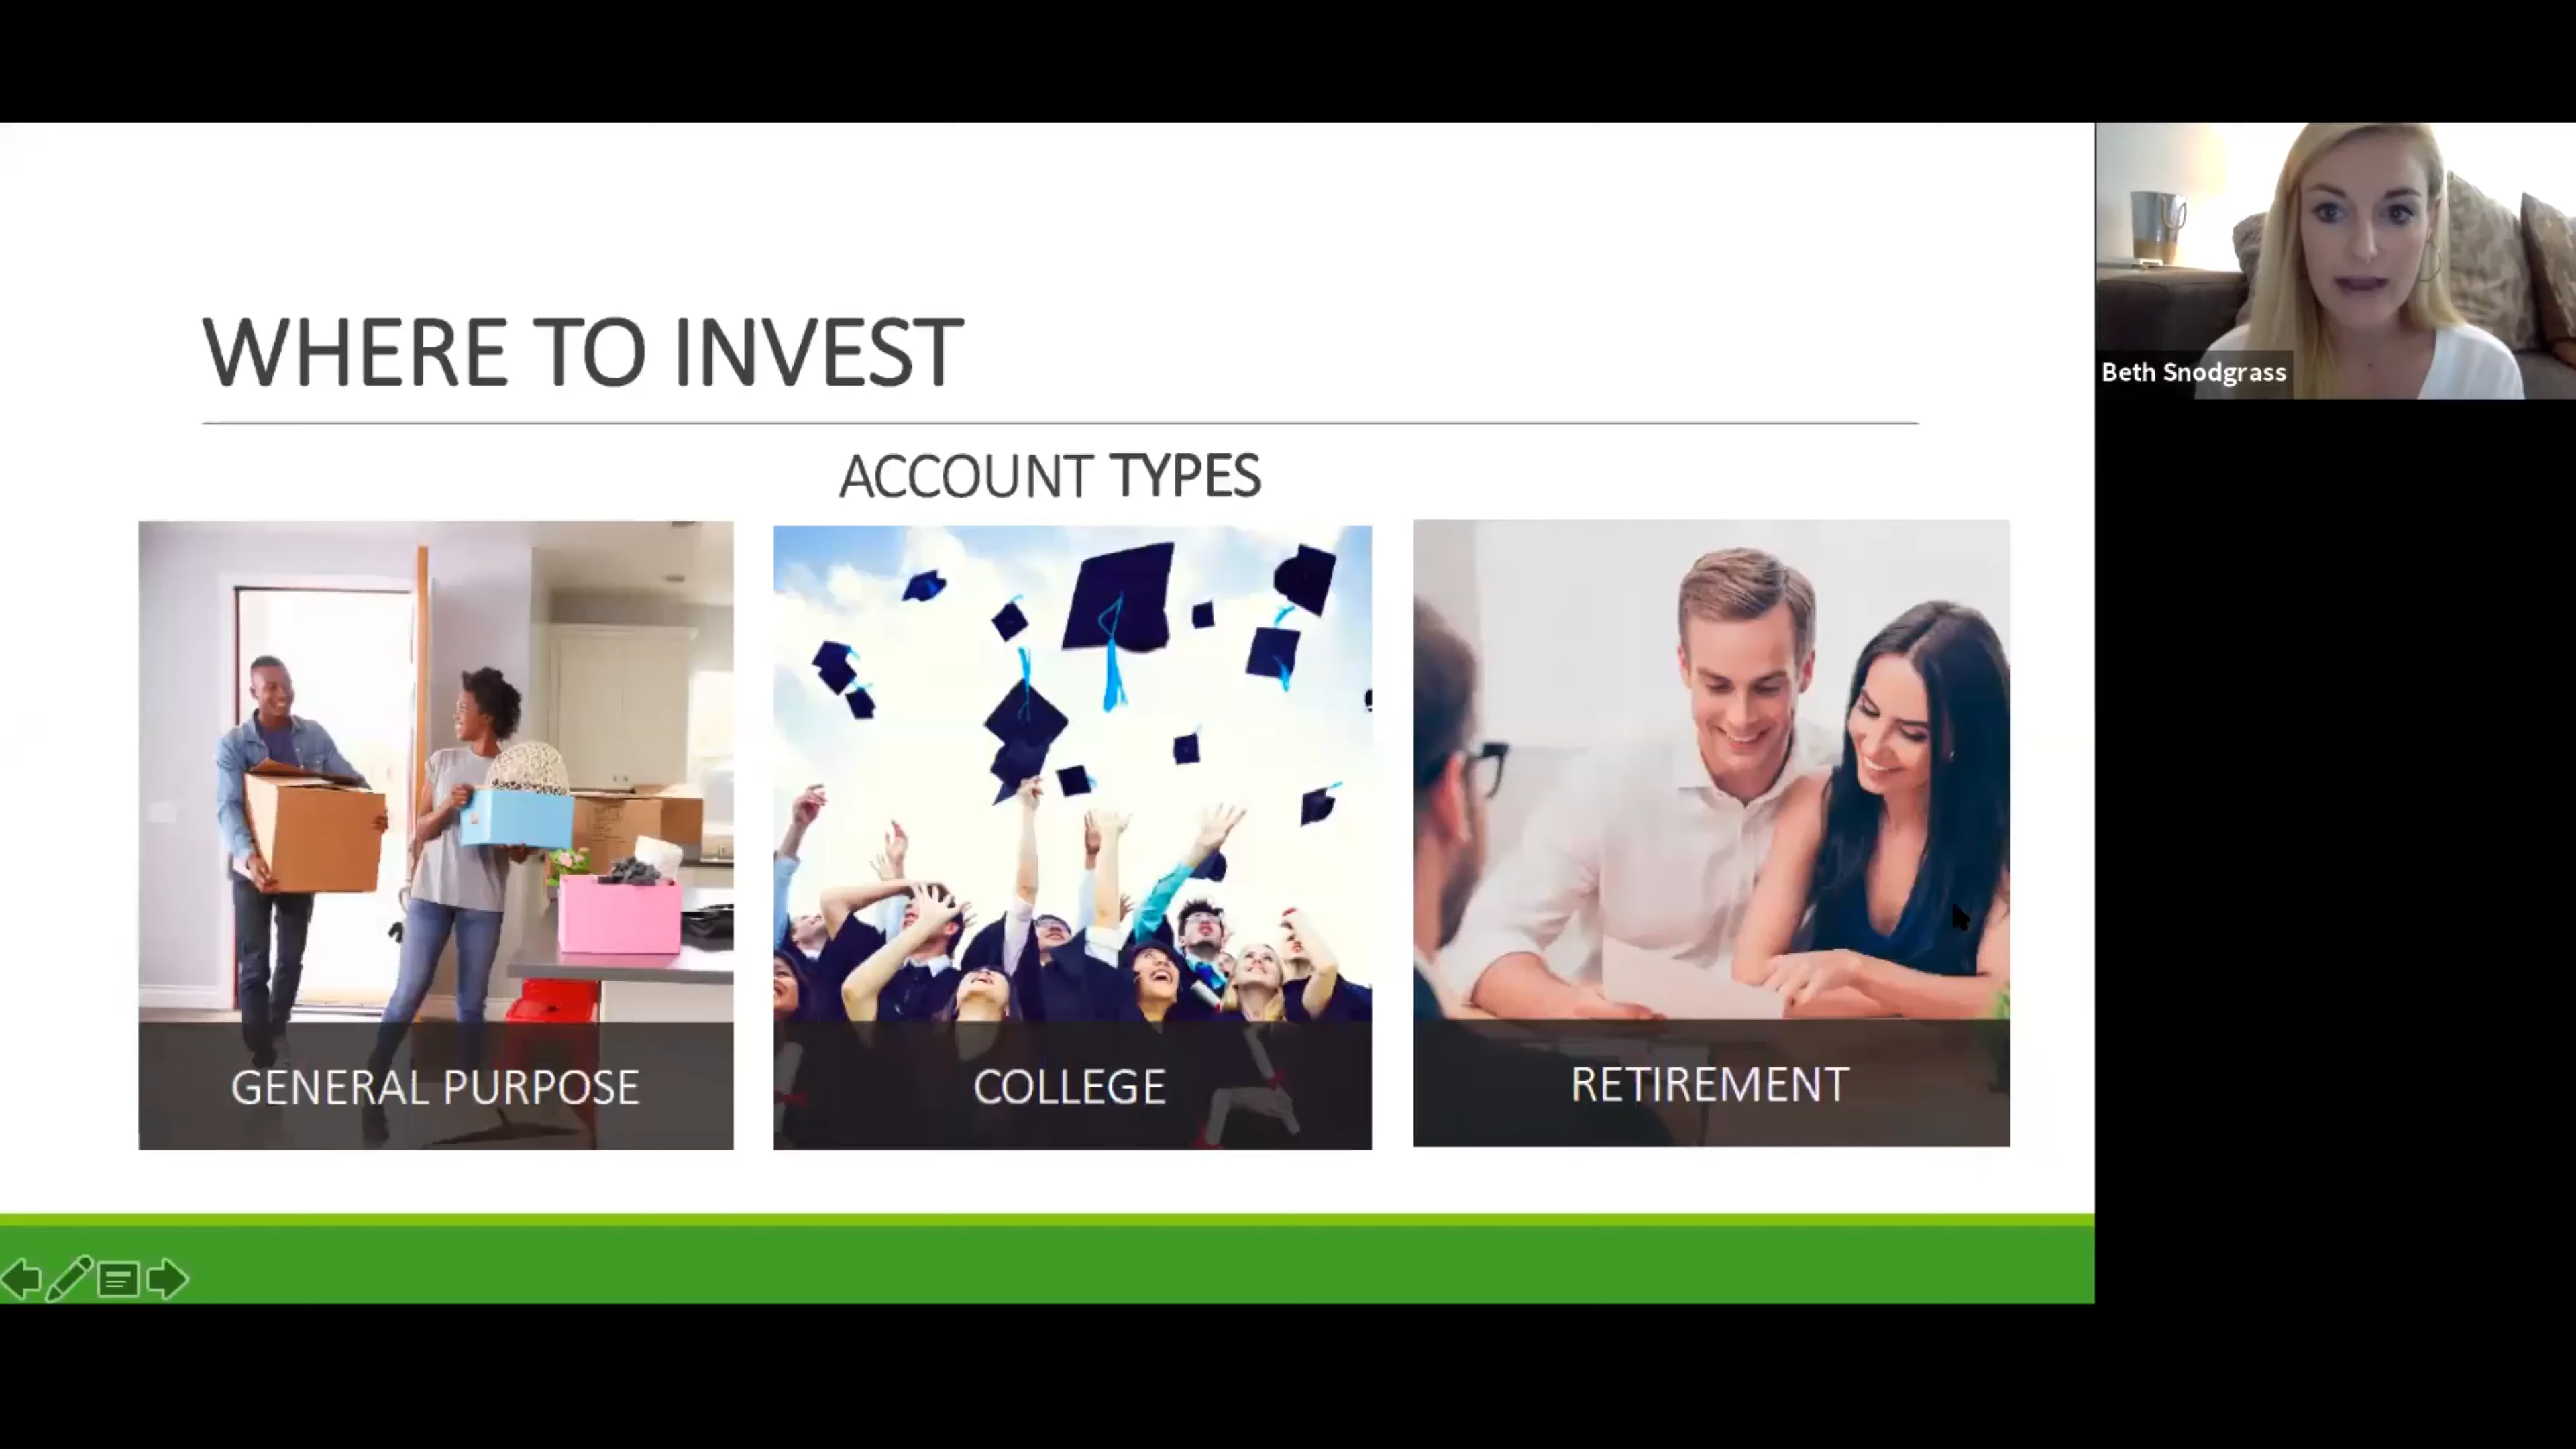 WHERE TO INVEST
Beth Snodgrass
ACCOUNT TYPES
GENERAL PURPOSE
COLLEGE
RETIREMENT